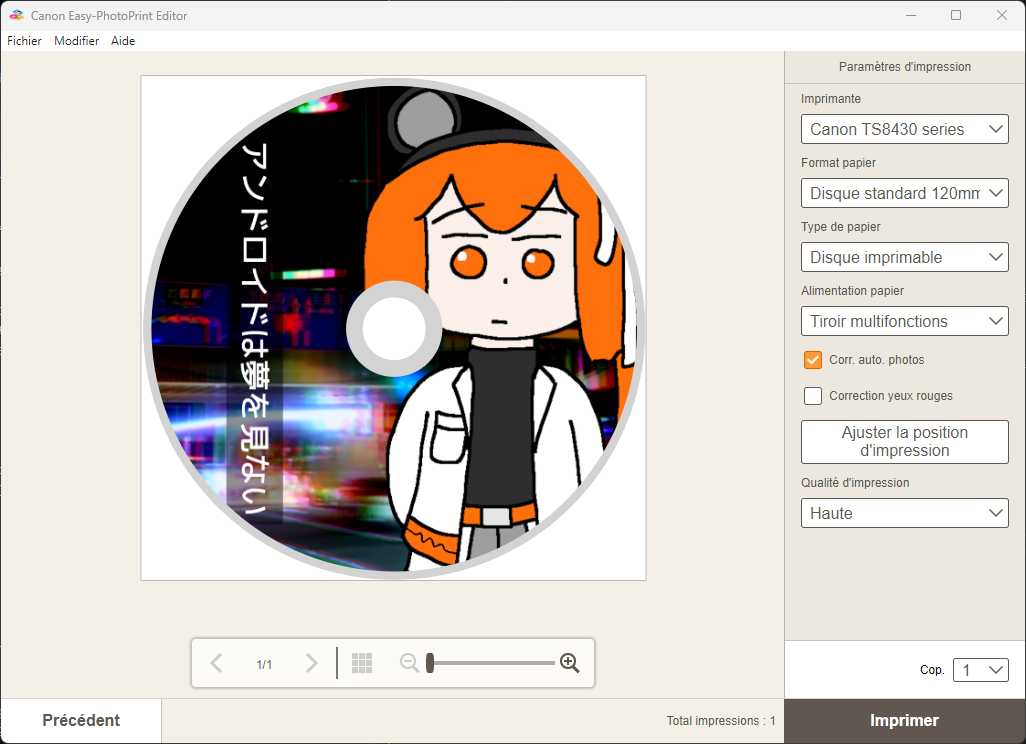 Canon Easy-PhotoPrint Editor
Fichier Modifier Aide
アンドロイドは夢を見ない
1/1
Précédent
Total impressions : 1
Paramètres d'impression
Imprimante
Canon TS8430 series
Format papier
Disque standard 120mm
Type de papier
Disque imprimable
Alimentation papier
Tiroir multifonctions
Corr. auto. photos
Correction yeux rouges
Ajuster la position
d'impression
Qualité d'impression
Haute
Cop. 1
Imprimer